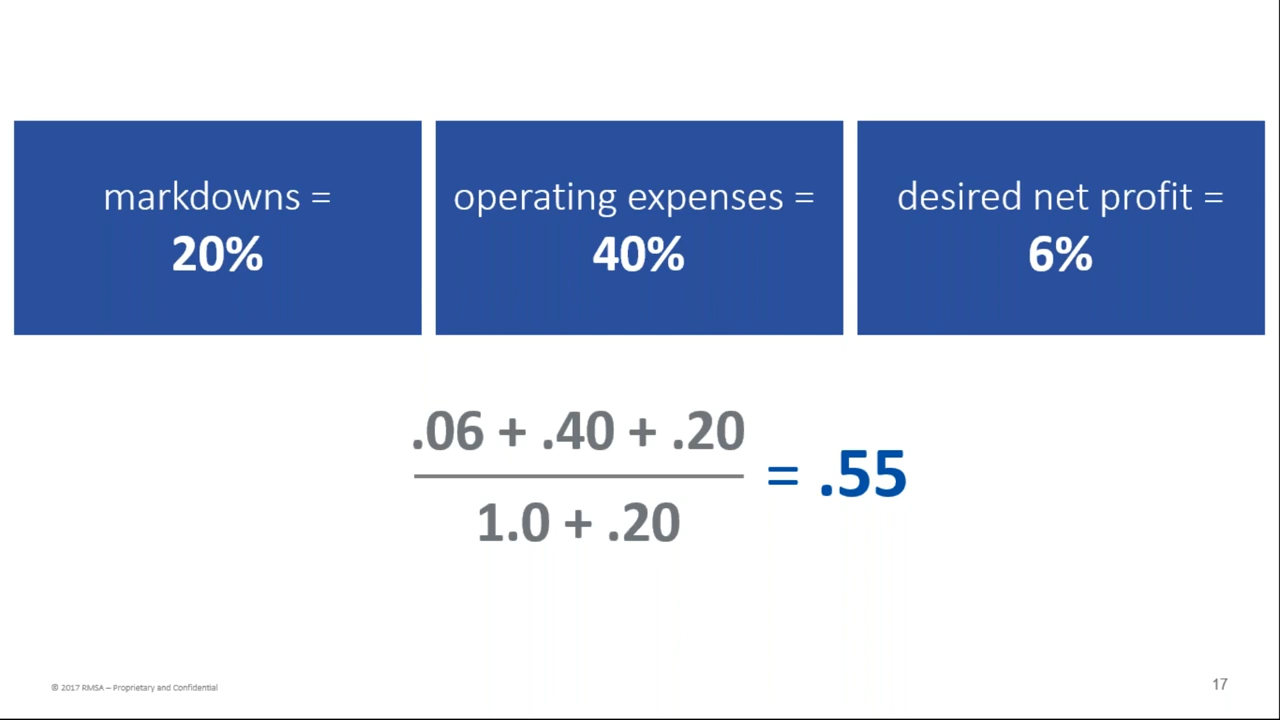 markdowns =
20%
operating expenses =
40%
desired net profit =
6%
.06 + .40 + .20
1.0 + .20
= .55
© 2017 RMSA – Proprietary and Confidential
17